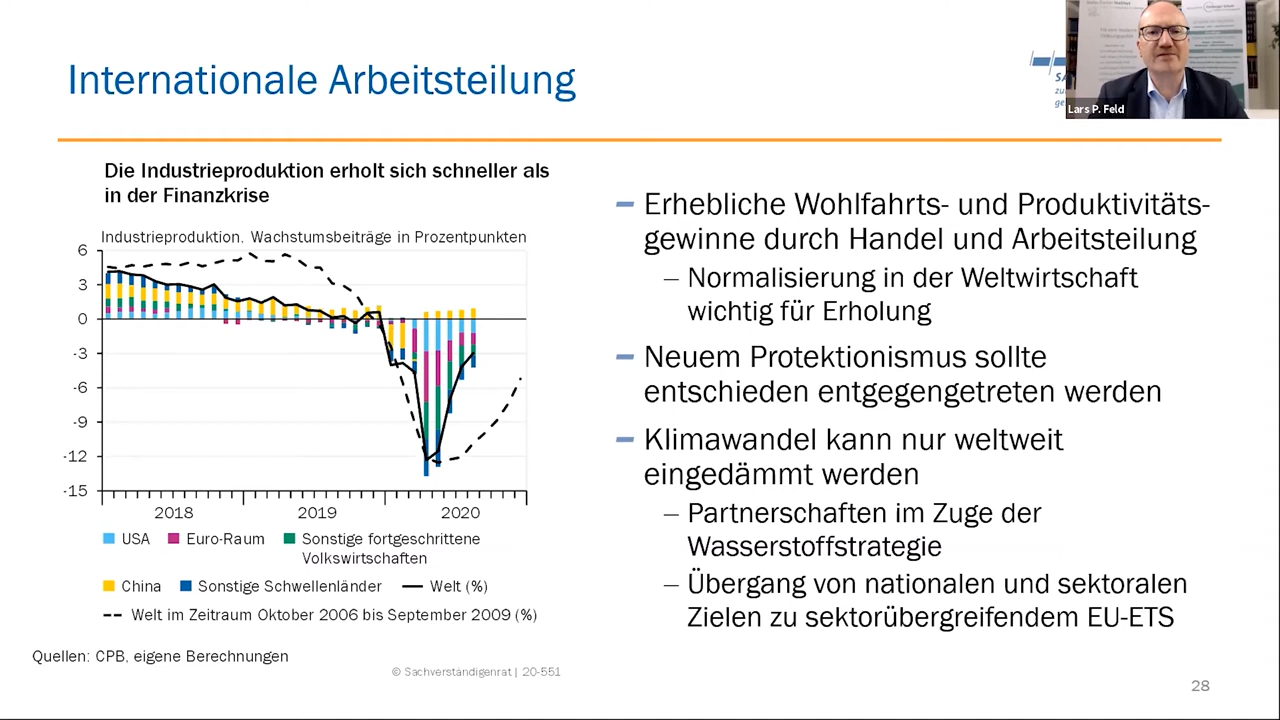 Internationale Arbeitsteilung
SA
zu
ge
Lars P. Feld
Die Industrieproduktion erholt sich schneller als
in der Finanzkrise
Industrieproduktion. Wachstumsbeiträge in Prozentpunkten
6
3
0
-3
-6
-9
-12
-15
2018
2019
2020
USA
Euro-Raum
Sonstige fortgeschrittene
Volkswirtschaften
China
Sonstige Schwellenländer
Welt (%)
Welt im Zeitraum Oktober 2006 bis September 2009 (%)
Quellen: CPB, eigene Berechnungen
© Sachverständigenrat | 20-551
Erhebliche Wohlfahrts- und Produktivitäts-
gewinne durch Handel und Arbeitsteilung
– Normalisierung in der Weltwirtschaft
wichtig für Erholung
Neuem Protektionismus sollte
entschieden entgegengetreten werden
Klimawandel kann nur weltweit
eingedämmt werden
– Partnerschaften im Zuge der
Wasserstoffstrategie
– Übergang von nationalen und sektoralen
Zielen zu sektorübergreifendem EU-ETS
28